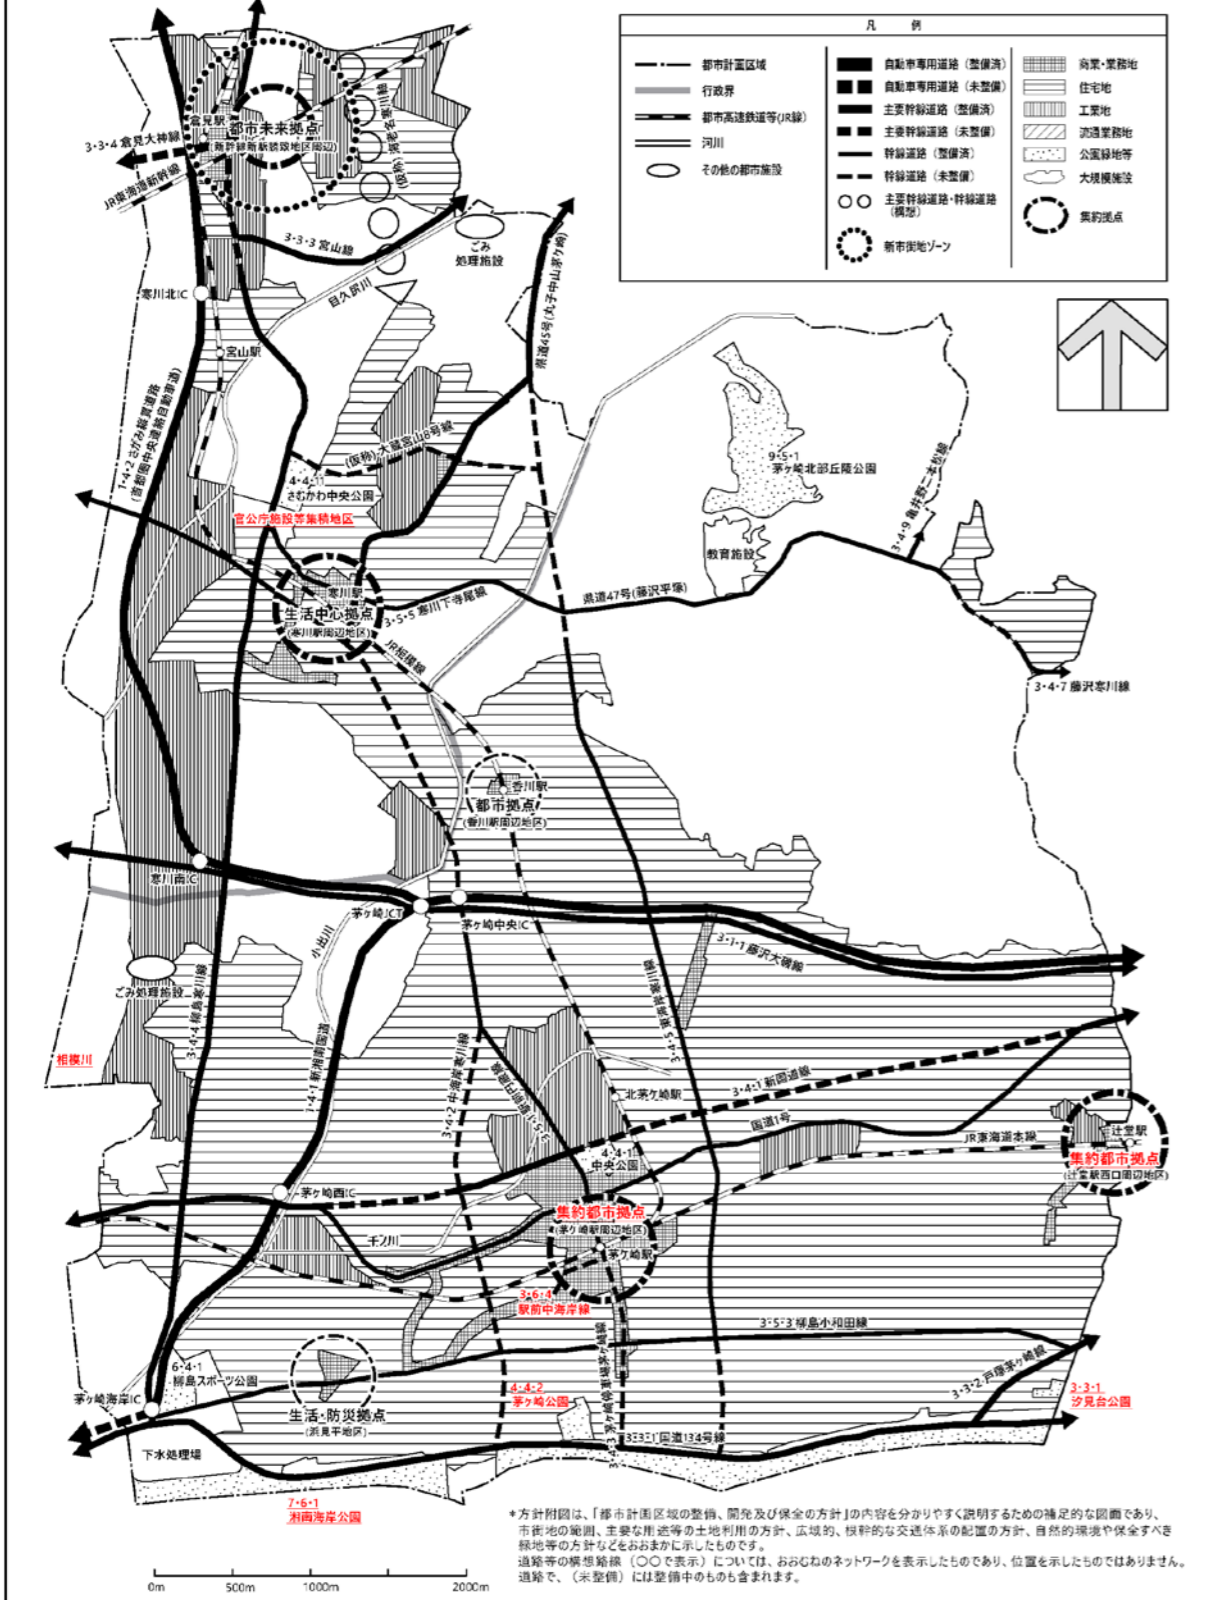 凡 例
都市計画区域
行政界
都市高速鉄道等(JR線)
河川
その他の都市施設
自動車専用道路（整備済）
自動車専用道路（未整備）
主要幹線道路（整備済）
主要幹線道路（未整備）
幹線道路（整備済）
幹線道路（未整備）
主要幹線道路・幹線道路
（構想）
新市街地ゾーン
商業・業務地
住宅地
工業地
流通業務地
公園緑地等
大規模施設
集約拠点
倉見駅
都市未来拠点
(新幹線新駅誘致地区周辺)
3・3・4 倉見大神線
JR東海道新幹線
3・3・3 宮山線
ごみ
処理施設
目久尻川
寒川北IC
宮山駅
県道45号(丸子中山茅ケ崎)
1・4・2 さがみ縦貫道路
(首都圏中央連絡自動車道)
(仮称)大蔵宮山8号線
4・4・11
さむかわ中央公園
官公庁施設等集積地区
9・5・1
茅ヶ崎北部丘陵公園
3・4・9 亀井野二本松線
教育施設
寒川駅
生活中心拠点
(寒川駅周辺地区)
3・5・5 寒川下寺尾線
県道47号(藤沢平塚)
JR相模線
3・4・7 藤沢寒川線
香川駅
都市拠点
(香川駅周辺地区)
寒川南IC
茅ヶ崎JCT
茅ヶ崎中央IC
小出川
3・1・1 藤沢大磯線
ごみ処理施設
3・4・4 柳島寒川線
相模川
1・4・1 新湘南国道
3・4・2 中海岸寒川線
3・4・5 東海岸寒川線
北茅ケ崎駅
3・4・1 新国道線
国道1号
JR東海道本線
辻堂駅
集約都市拠点
(辻堂駅西口周辺地区)
4・4・1
中央公園
茅ヶ崎西IC
集約都市拠点
(茅ケ崎駅周辺地区)
茅ケ崎駅
千ノ川
3・6・4
駅前中海岸線
3・5・3 柳島小和田線
6・4・1
柳島スポーツ公園
茅ヶ崎海岸IC
生活・防災拠点
(浜見平地区)
4・4・2
茅ヶ崎公園
3・3・2 戸塚茅ヶ崎線
3・3・1
汐見台公園
3・3・1 国道134号線
下水処理場
7・6・1
湘南海岸公園
*方針附図は、「都市計画区域の整備、開発及び保全の方針」の内容を分かりやすく説明するための補足的な図面であり、
市街地の範囲、主要な用途等の土地利用の方針、広域的、根幹的な交通体系の配置の方針、自然的環境や保全すべき
緑地等の方針などをおおまかに示したものです。
道路等の構想路線（○○で表示）については、おおむねのネットワークを表示したものであり、位置を示したものではありません。
道路で、（未整備）には整備中のものも含まれます。
0m 500m 1000m 2000m